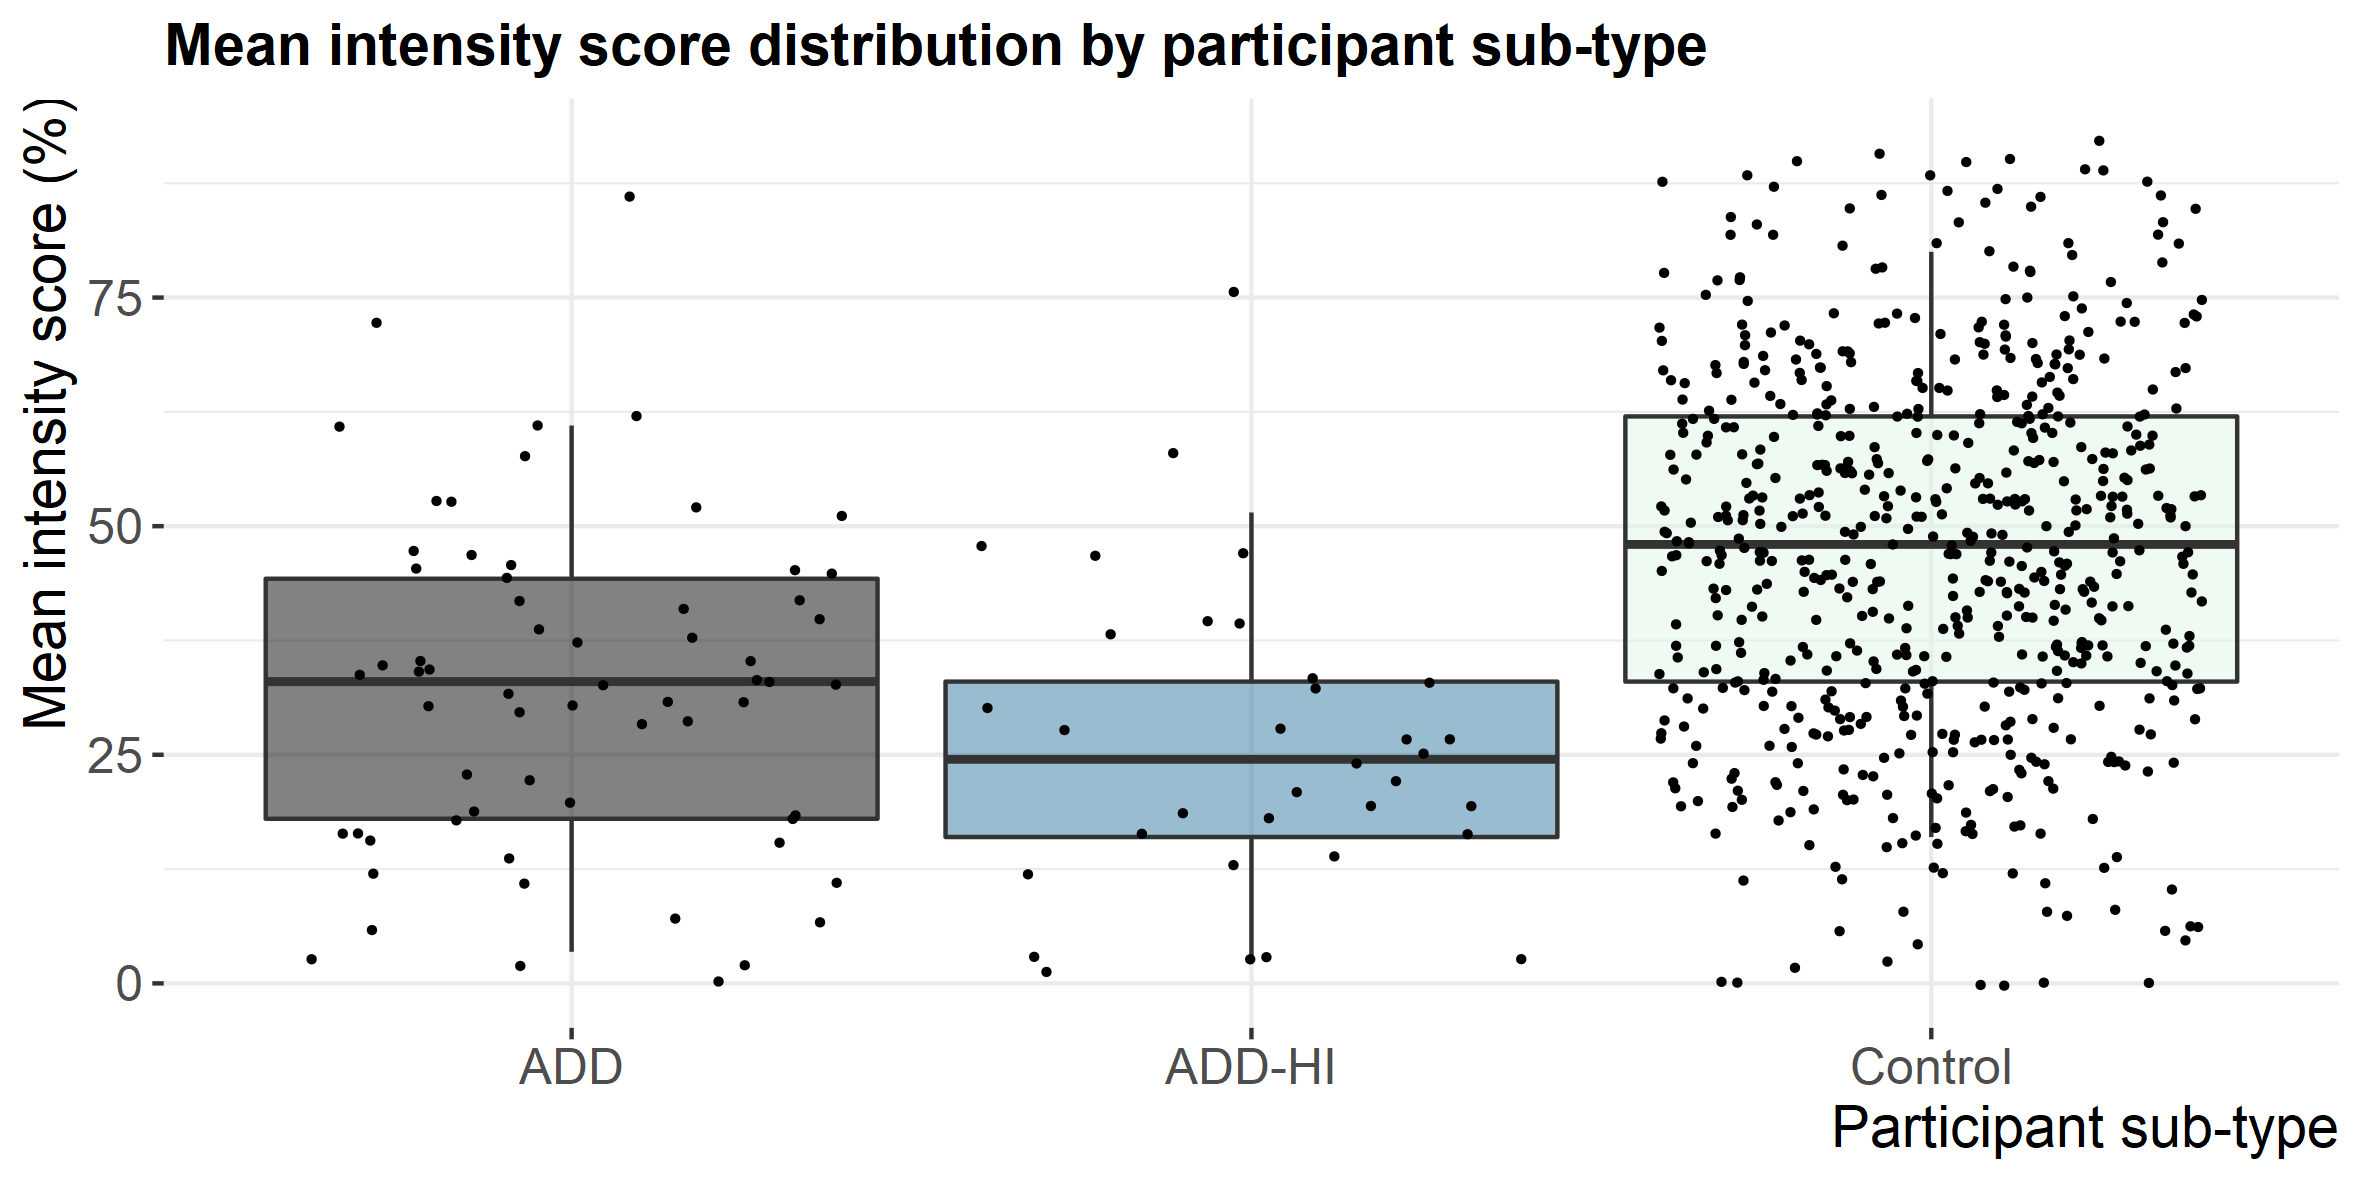 Mean intensity score distribution by participant sub-type
Mean intensity score (%)
75
50
25
0
ADD
ADD-HI
Control
Participant sub-type